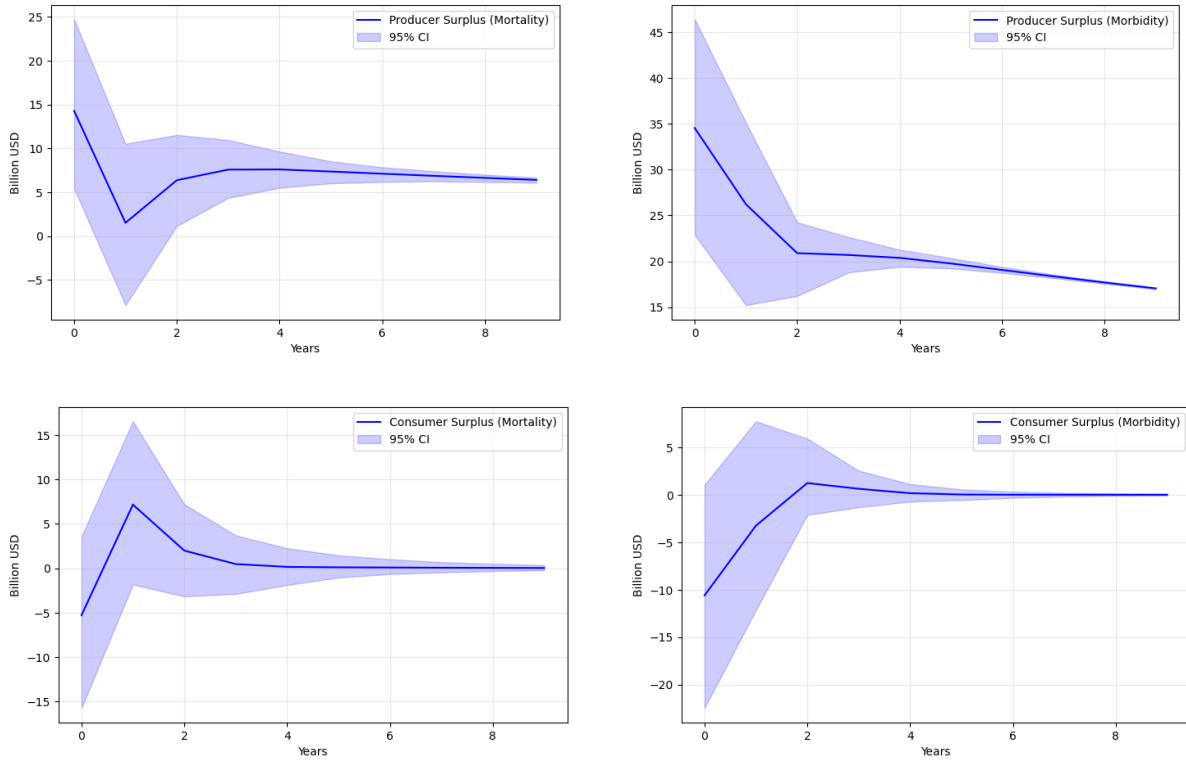 Producer Surplus (Mortality)
95% CI
25
20
15
10
5
0
−5
Billion USD
0 2 4 6 8
Years
Producer Surplus (Morbidity)
95% CI
45
40
35
30
25
20
15
Billion USD
0 2 4 6 8
Years
Consumer Surplus (Mortality)
95% CI
15
10
5
0
−5
−10
−15
Billion USD
0 2 4 6 8
Years
Consumer Surplus (Morbidity)
95% CI
5
0
−5
−10
−15
−20
Billion USD
0 2 4 6 8
Years